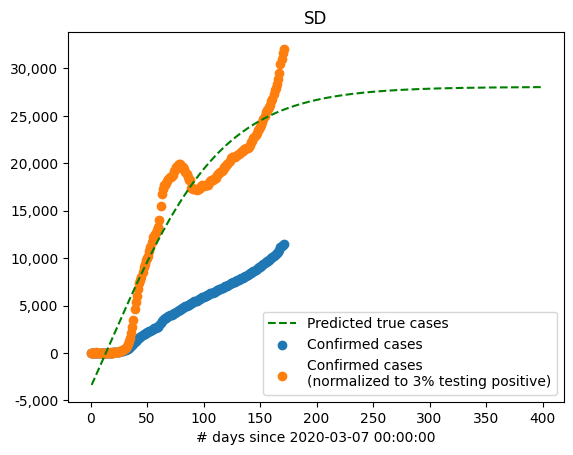 SD
30,000
25,000
20,000
15,000
10,000
5,000
0
-5,000
0 50 100 150 200 250 300 350 400
# days since 2020-03-07 00:00:00
Predicted true cases
Confirmed cases
Confirmed cases
(normalized to 3% testing positive)